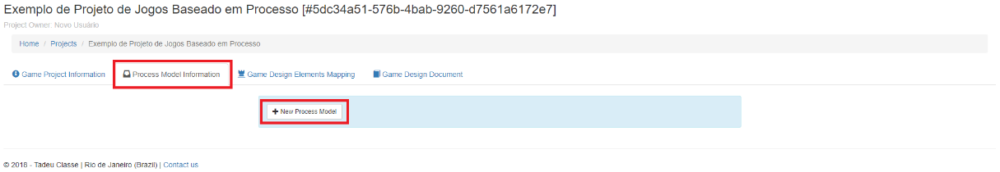 Exemplo de Projeto de Jogos Baseado em Processo [#5dc34a51-576b-4bab-9260-d7561a6172e7]
Project Owner: Novo Usuário
Home / Projects / Exemplo de Projeto de Jogos Baseado em Processo
Game Project Information Process Model Information Game Design Elements Mapping Game Design Document
New Process Model
© 2018 - Tadeu Classe | Rio de Janeiro (Brazil) | Contact us